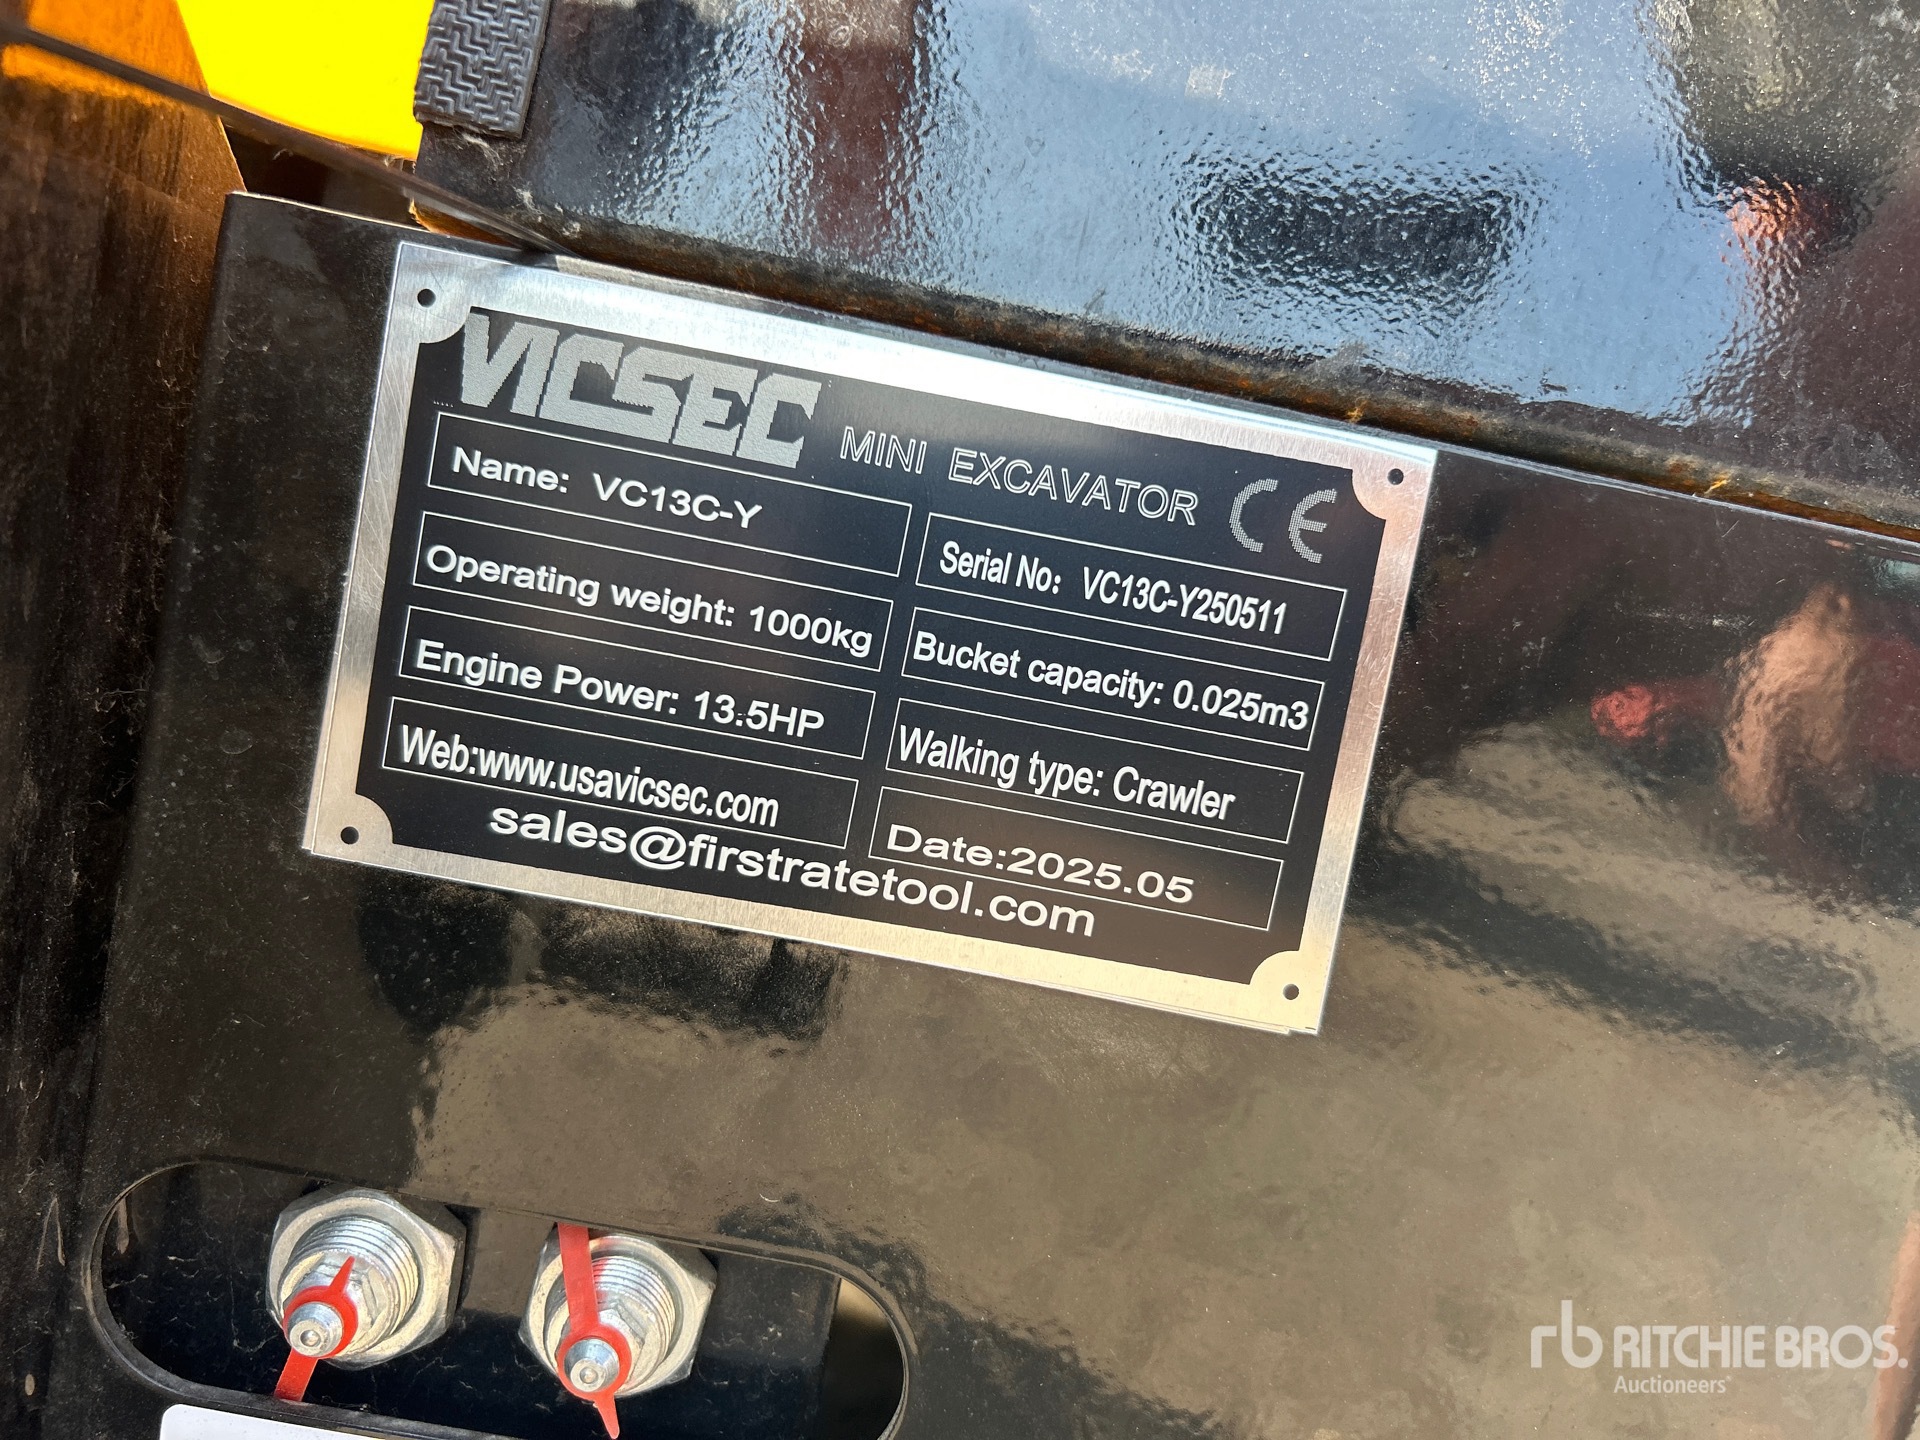 VICSEC MINI EXCAVATOR CE
Name: VC13C-Y
Serial No: VC13C-Y250511
Operating weight: 1000kg
Bucket capacity: 0.025m3
Engine Power: 13.5HP
Walking type: Crawler
Web:www.usavicsec.com
Date:2025.05
sales@firstratetool.com
rb RITCHIE BROS.
Auctioneers